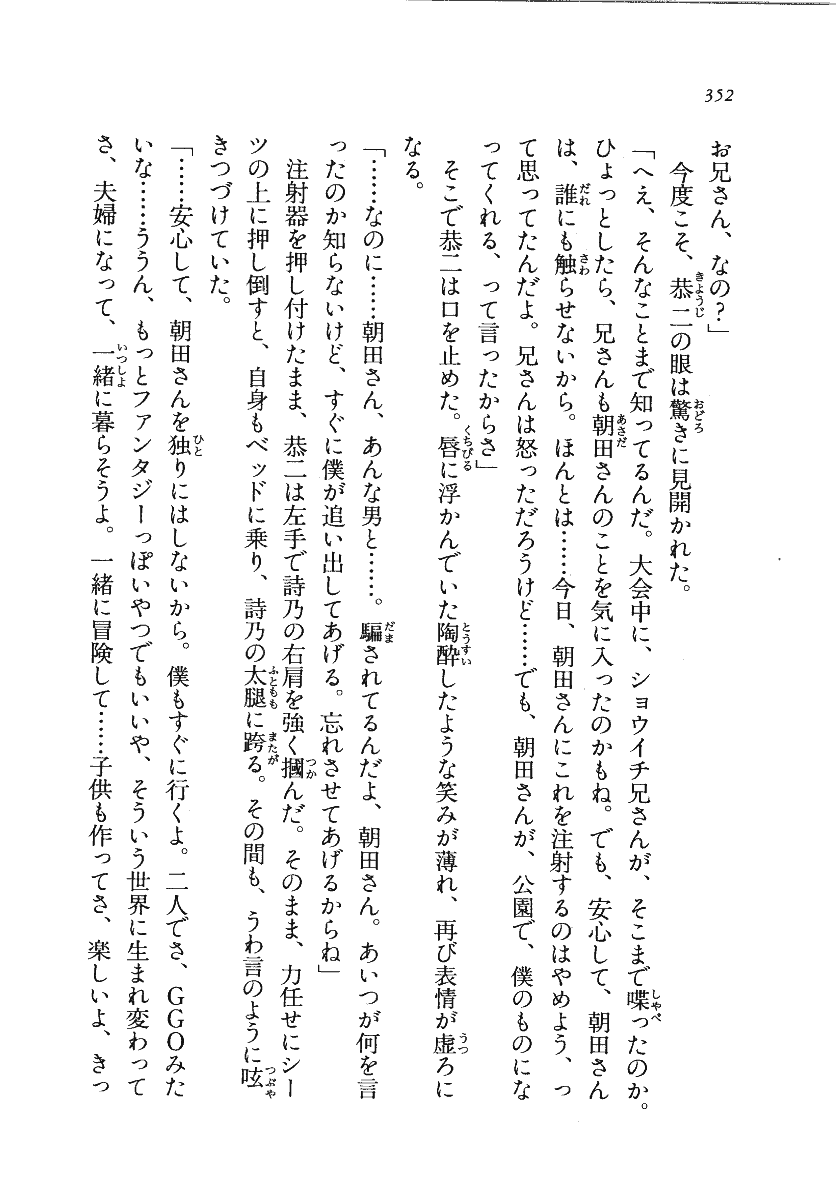 352
お兄さん、なの？」
　今度こそ、恭二の眼は驚きに見開かれた。
「へえ、そんなことまで知ってるんだ。大会中に、ショウイチ兄さんが、そこまで喋ったのか。
ひょっとしたら、兄さんも朝田さんのことを気に入ったのかもね。でも、安心して、朝田さん
は、誰にも触らせないから。ほんとは……今日、朝田さんにこれを注射するのはやめよう、っ
て思ってたんだよ。兄さんは怒っただろうけど……でも、朝田さんが、公園で、僕のものにな
ってくれる、って言ったからさ」
　そこで恭二は口を止めた。唇に浮かんでいた陶酔したような笑みが薄れ、再び表情が虚ろに
なる。
「……なのに……朝田さん、あんな男と……。騙されてるんだよ、朝田さん。あいつが何を言
ったのか知らないけど、すぐに僕が追い出してあげる。忘れさせてあげるからね」
　注射器を押し付けたまま、恭二は左手で詩乃の右肩を強く摑んだ。そのまま、力任せにシー
ツの上に押し倒すと、自身もベッドに乗り、詩乃の太腿に跨る。その間も、うわ言のように呟
きつづけていた。
「……安心して、朝田さんを独りにはしないから。僕もすぐに行くよ。二人でさ、ＧＧＯみた
いな……ううん、もっとファンタジーっぽいやつでもいいや、そういう世界に生まれ変わって
さ、夫婦になって、一緒に暮らそうよ。一緒に冒険して……子供も作ってさ、楽しいよ、きっ